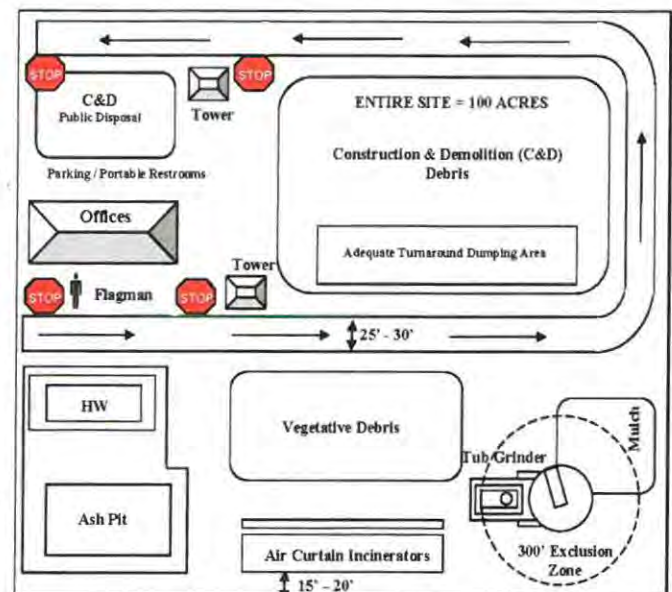 STOP
STOP
C&D
Public Disposal
Tower
ENTIRE SITE = 100 ACRES
Construction & Demolition (C&D)
Debris
Parking / Portable Restrooms
Offices
Adequate Turnaround Dumping Area
Tower
STOP
Flagman
STOP
25' - 30'
HW
Vegetative Debris
Mulch
Tub Grinder
Ash Pit
Air Curtain Incinerators
300' Exclusion
Zone
15' - 20'